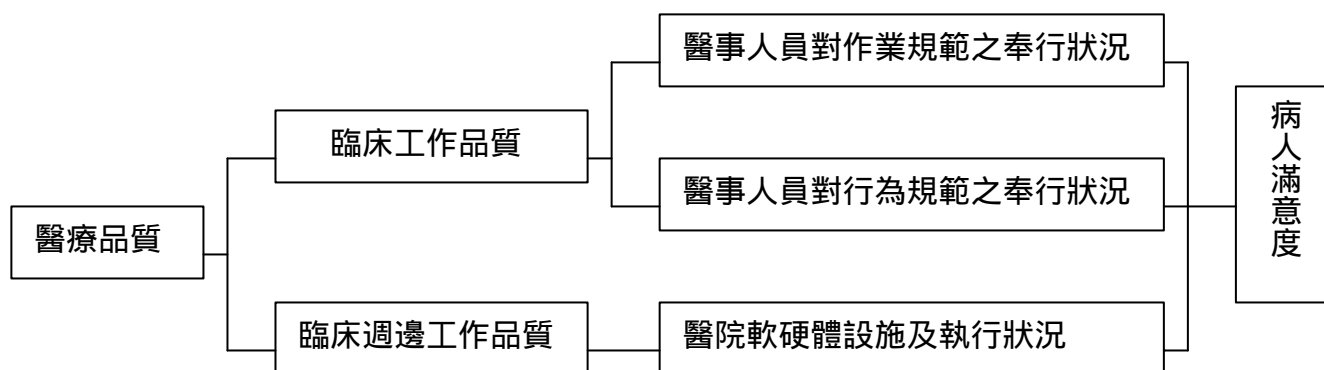 醫療品質
臨床工作品質
臨床週邊工作品質
醫事人員對作業規範之奉行狀況
醫事人員對行為規範之奉行狀況
醫院軟硬體設施及執行狀況
病人滿意度